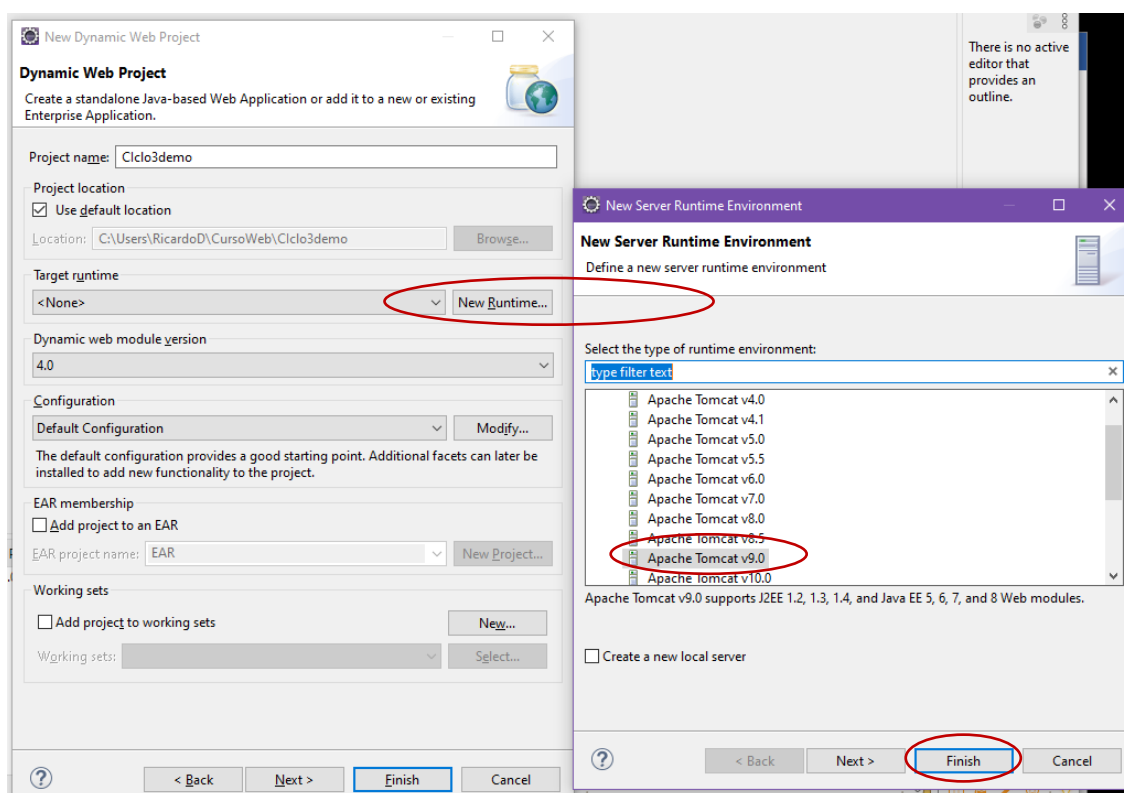 There is no active
editor that
provides an
outline.
New Dynamic Web Project
Dynamic Web Project
Create a standalone Java-based Web Application or add it to a new or existing
Enterprise Application.
Project name: Clclo3demo
Project location
Use default location
Location: C:\Users\RicardoD\CursoWeb\Clclo3demo Browse...
Target runtime
<None> New Runtime...
Dynamic web module version
4.0
Configuration
Default Configuration Modify...
The default configuration provides a good starting point. Additional facets can later be
installed to add new functionality to the project.
EAR membership
Add project to an EAR
EAR project name: EAR New Project...
Working sets
Add project to working sets New...
Working sets: Select...
? < Back Next > Finish Cancel
New Server Runtime Environment
New Server Runtime Environment
Define a new server runtime environment
Select the type of runtime environment:
type filter text
Apache Tomcat v4.0
Apache Tomcat v4.1
Apache Tomcat v5.0
Apache Tomcat v5.5
Apache Tomcat v6.0
Apache Tomcat v7.0
Apache Tomcat v8.0
Apache Tomcat v8.5
Apache Tomcat v9.0
Apache Tomcat v10.0
Apache Tomcat v9.0 supports J2EE 1.2, 1.3, 1.4, and Java EE 5, 6, 7, and 8 Web modules.
Create a new local server
? < Back Next > Finish Cancel